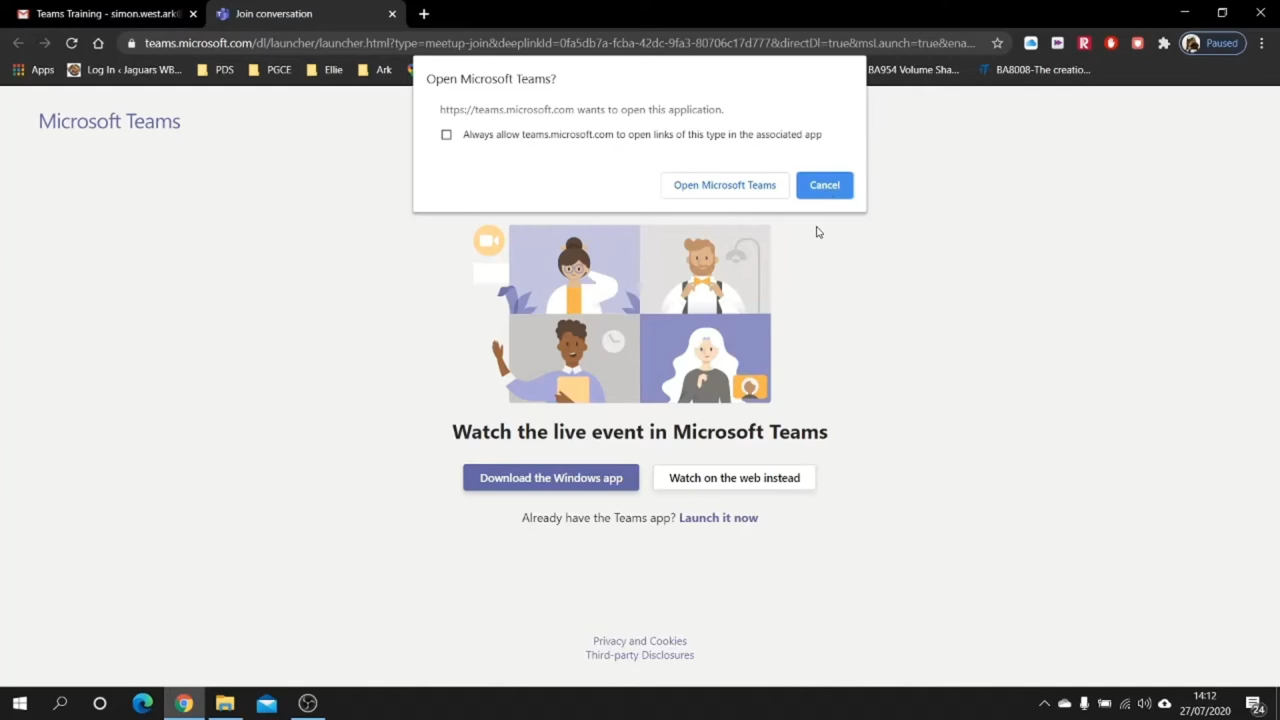 Teams Training - simon.west.ark@
Join conversation
teams.microsoft.com/dl/launcher/launcher.html?type=meetup-join&deeplinkId=0fa5db7a-fcba-42dc-9fa3-80706c17d777&directDl=true&msLaunch=true&ena...
Paused
Apps
Log In ‹ Jaguars WB...
PDS
PGCE
Ellie
Ark
BA954 Volume Sha...
BA8008-The creatio...
Open Microsoft Teams?
https://teams.microsoft.com wants to open this application.
Always allow teams.microsoft.com to open links of this type in the associated app
Open Microsoft Teams
Cancel
Microsoft Teams
Watch the live event in Microsoft Teams
Download the Windows app
Watch on the web instead
Already have the Teams app? Launch it now
Privacy and Cookies
Third-party Disclosures
14:12
27/07/2020
24